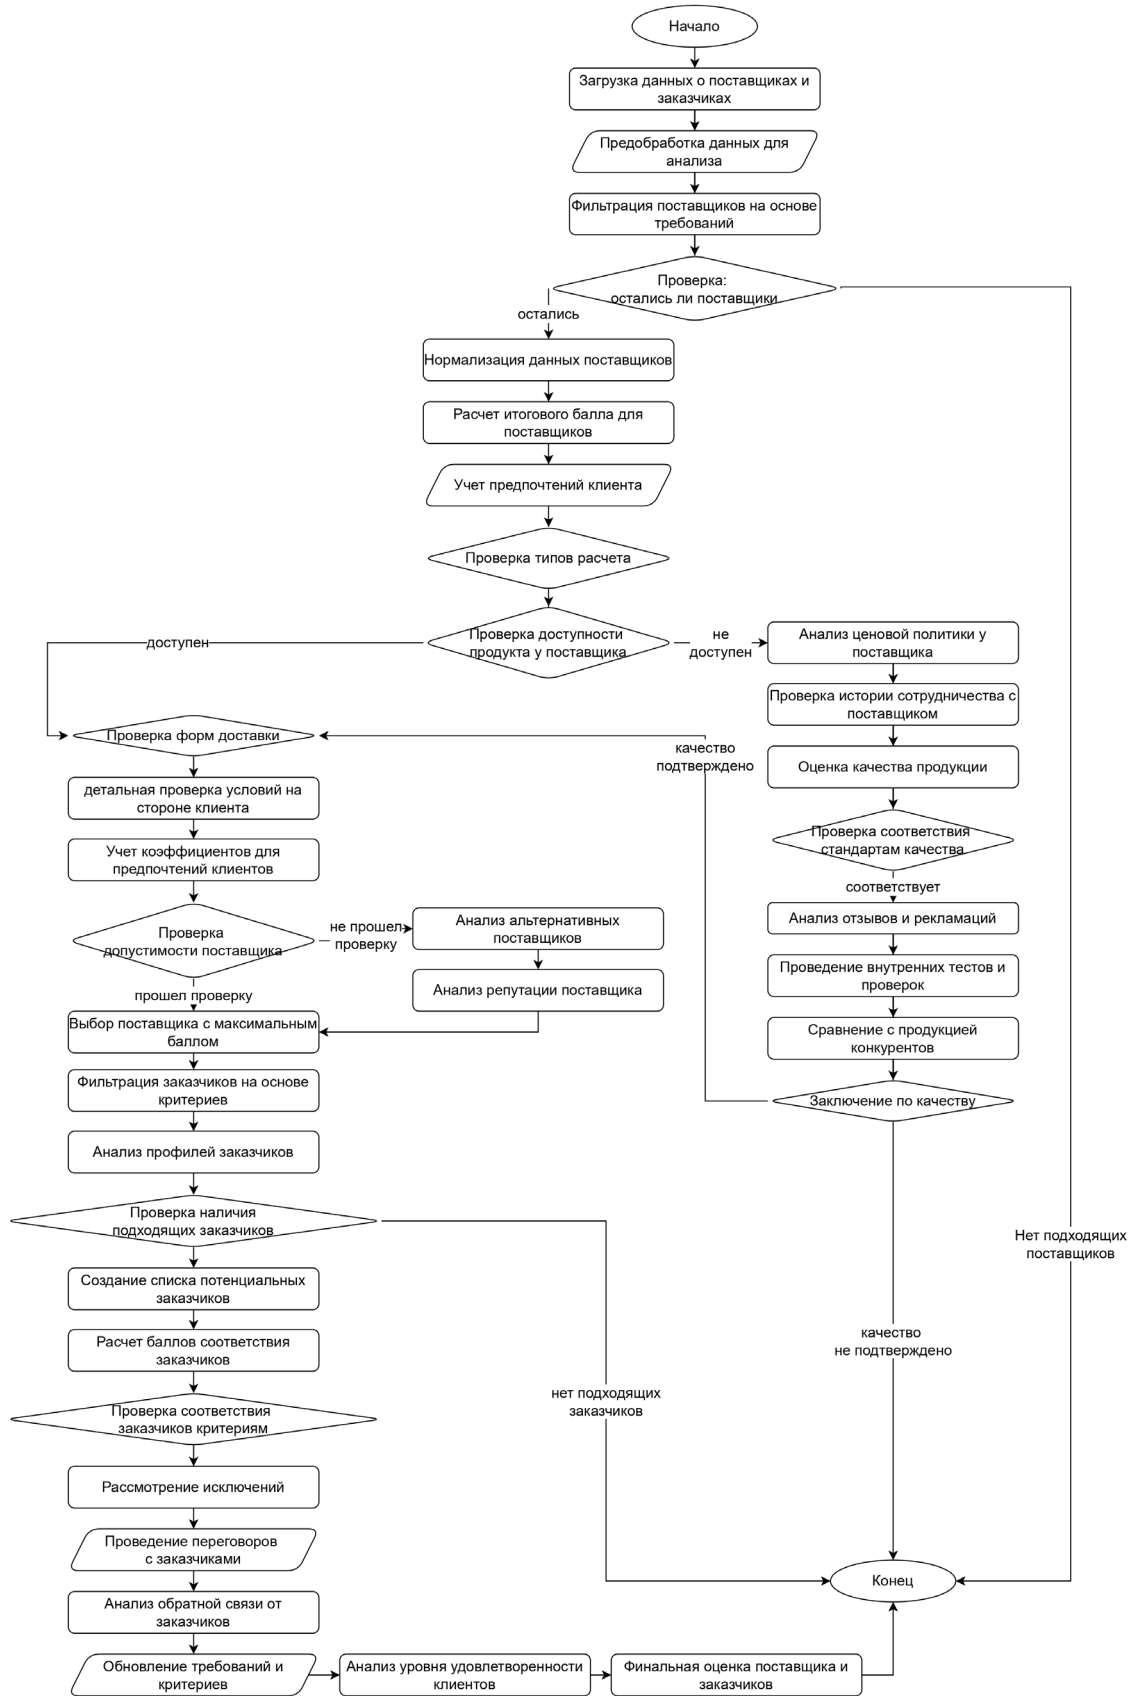 Начало
Загрузка данных о поставщиках и
заказчиках
Предобработка данных для
анализа
Фильтрация поставщиков на основе
требований
Проверка:
остались ли поставщики
остались
Нормализация данных поставщиков
Расчет итогового балла для
поставщиков
Учет предпочтений клиента
Проверка типов расчета
Проверка доступности
продукта у поставщика
доступен
не
доступен
Анализ ценовой политики у
поставщика
Проверка истории сотрудничества с
поставщиком
Оценка качества продукции
Проверка соответствия
стандартам качества
соответствует
Анализ отзывов и рекламаций
Проведение внутренних тестов и
проверок
Сравнение с продукцией
конкурентов
Заключение по качеству
качество
подтверждено
качество
не подтверждено
Нет подходящих
поставщиков
Проверка форм доставки
детальная проверка условий на
стороне клиента
Учет коэффициентов для
предпочтений клиентов
Проверка
допустимости поставщика
не прошел
проверку
Анализ альтернативных
поставщиков
Анализ репутации поставщика
прошел проверку
Выбор поставщика с максимальным
баллом
Фильтрация заказчиков на основе
критериев
Анализ профилей заказчиков
Проверка наличия
подходящих заказчиков
нет подходящих
заказчиков
Создание списка потенциальных
заказчиков
Расчет баллов соответствия
заказчиков
Проверка соответствия
заказчиков критериям
Рассмотрение исключений
Проведение переговоров
с заказчиками
Анализ обратной связи от
заказчиков
Обновление требований и
критериев
Анализ уровня удовлетворенности
клиентов
Финальная оценка поставщика и
заказчиков
Конец